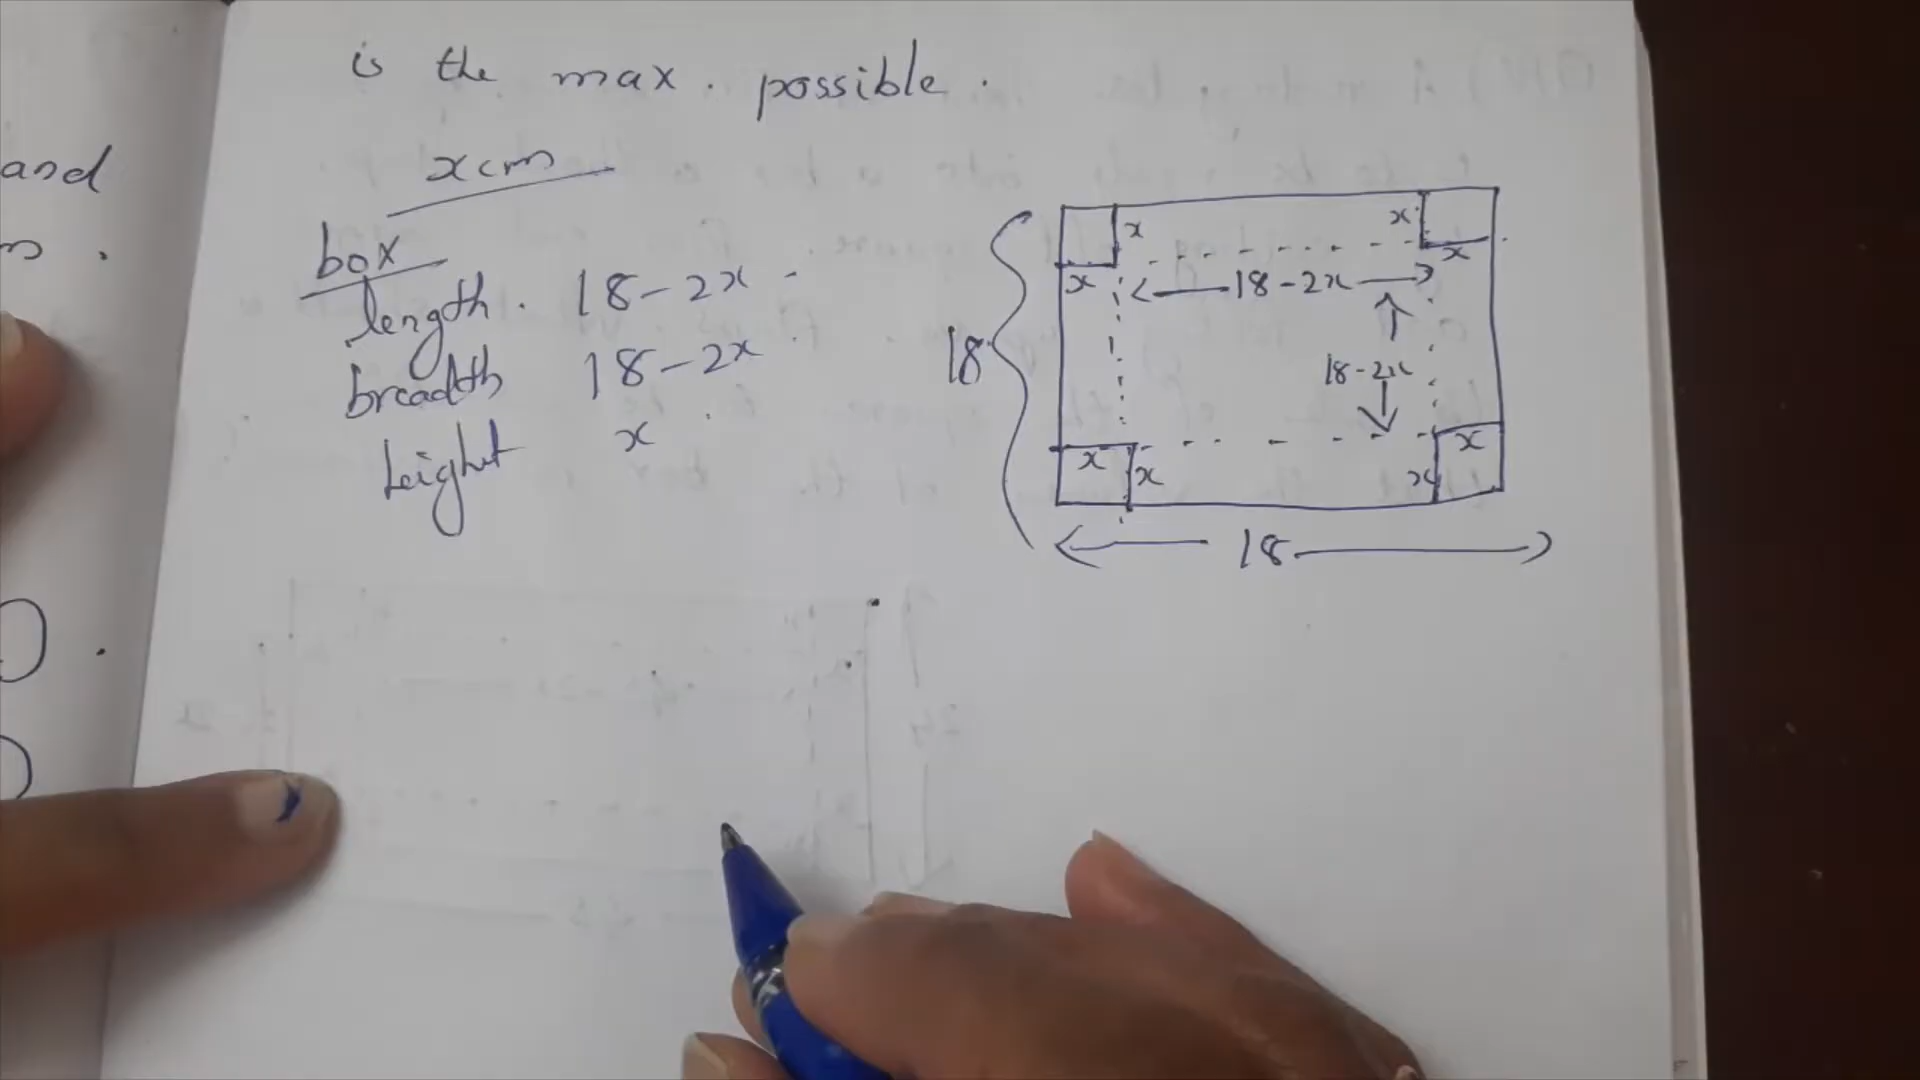 is the max. possible.
x cm
box
length. 18-2x
breadth 18-2x
height x
and
x
x
x
x
18-2x
18
18-2x
x
x
x
x
18